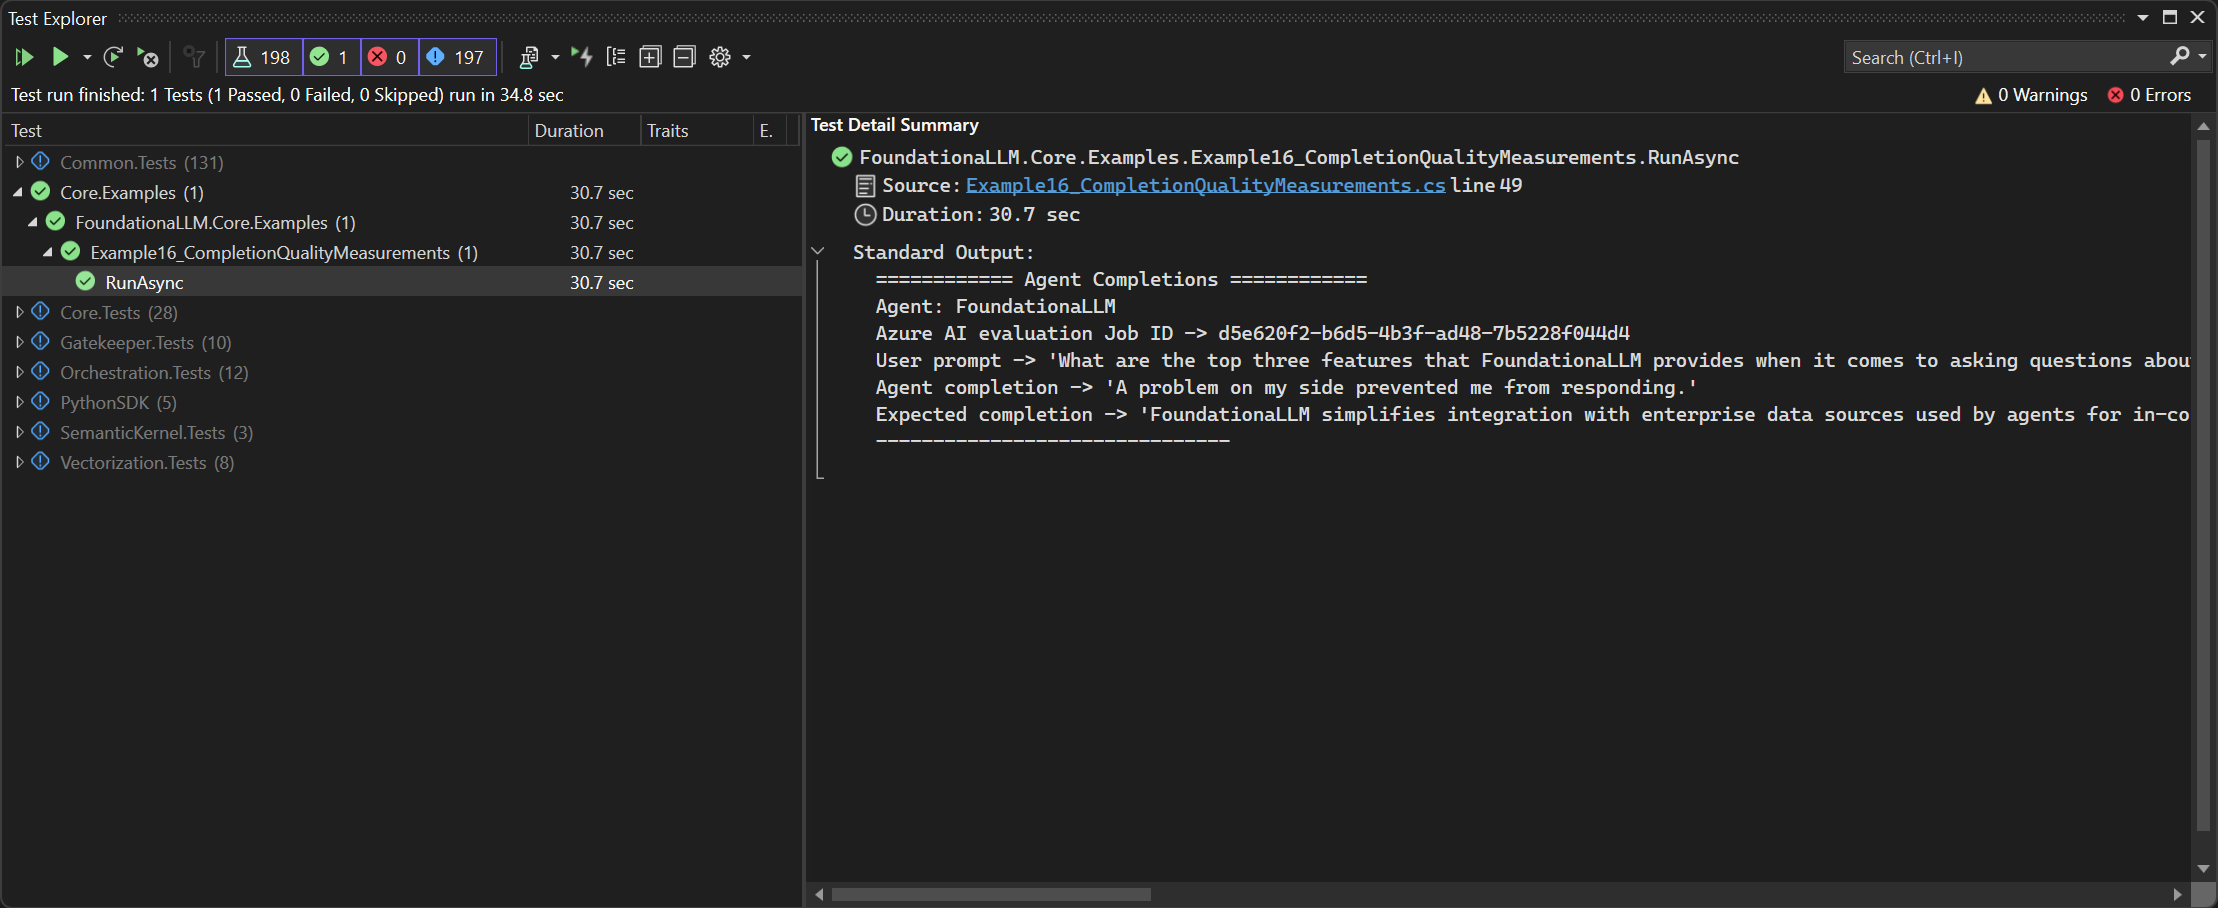 Test Explorer
198 1 0 197
Search (Ctrl+I)
Test run finished: 1 Tests (1 Passed, 0 Failed, 0 Skipped) run in 34.8 sec
0 Warnings 0 Errors
Test Duration Traits E.
Common.Tests (131)
Core.Examples (1) 30.7 sec
FoundationaLLM.Core.Examples (1) 30.7 sec
Example16_CompletionQualityMeasurements (1) 30.7 sec
RunAsync 30.7 sec
Core.Tests (28)
Gatekeeper.Tests (10)
Orchestration.Tests (12)
PythonSDK (5)
SemanticKernel.Tests (3)
Vectorization.Tests (8)
Test Detail Summary
FoundationaLLM.Core.Examples.Example16_CompletionQualityMeasurements.RunAsync
Source: Example16_CompletionQualityMeasurements.cs line 49
Duration: 30.7 sec
Standard Output:
============ Agent Completions ============
Agent: FoundationaLLM
Azure AI evaluation Job ID -> d5e620f2-b6d5-4b3f-ad48-7b5228f044d4
User prompt -> 'What are the top three features that FoundationaLLM provides when it comes to asking questions abou
Agent completion -> 'A problem on my side prevented me from responding.'
Expected completion -> 'FoundationaLLM simplifies integration with enterprise data sources used by agents for in-co
-------------------------------